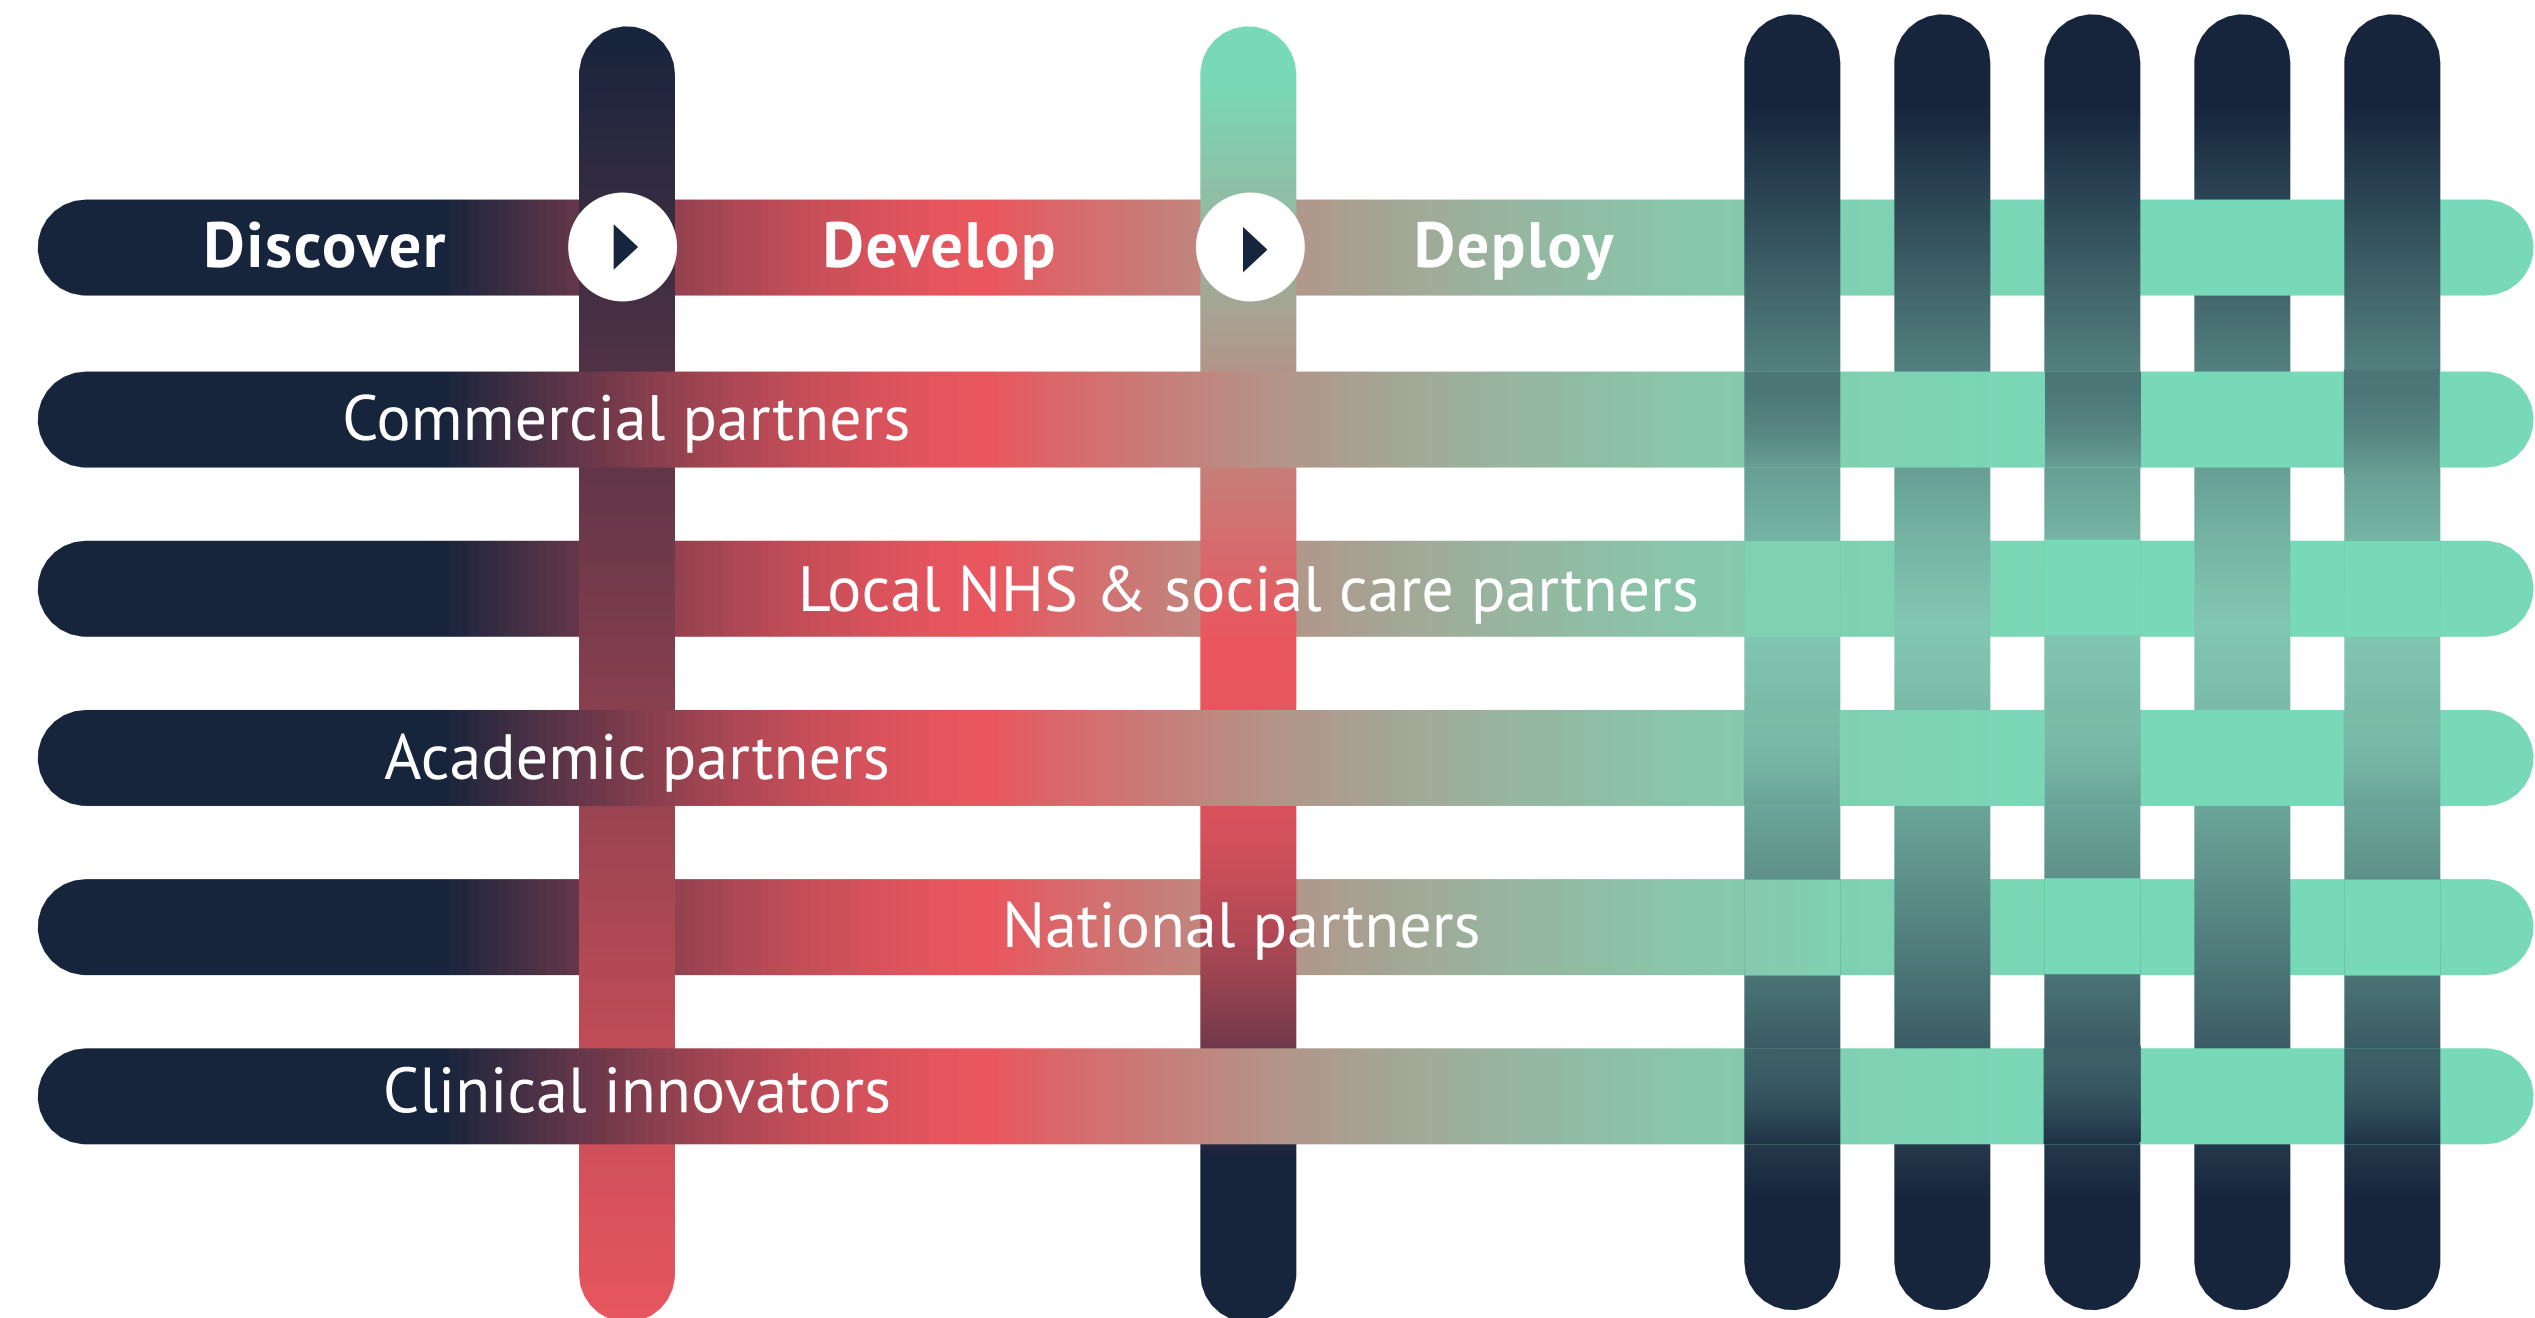 Discover Develop Deploy
Commercial partners
Local NHS & social care partners
Academic partners
National partners
Clinical innovators